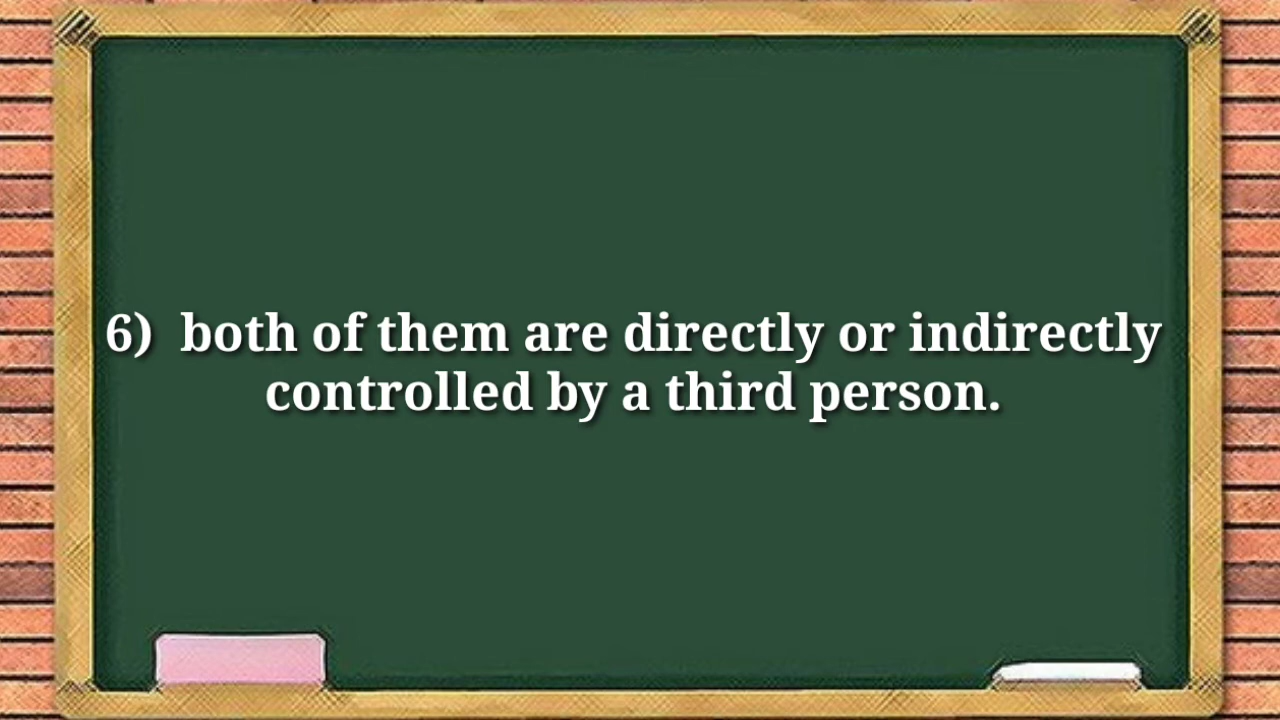 6)  both of them are directly or indirectly
controlled by a third person.